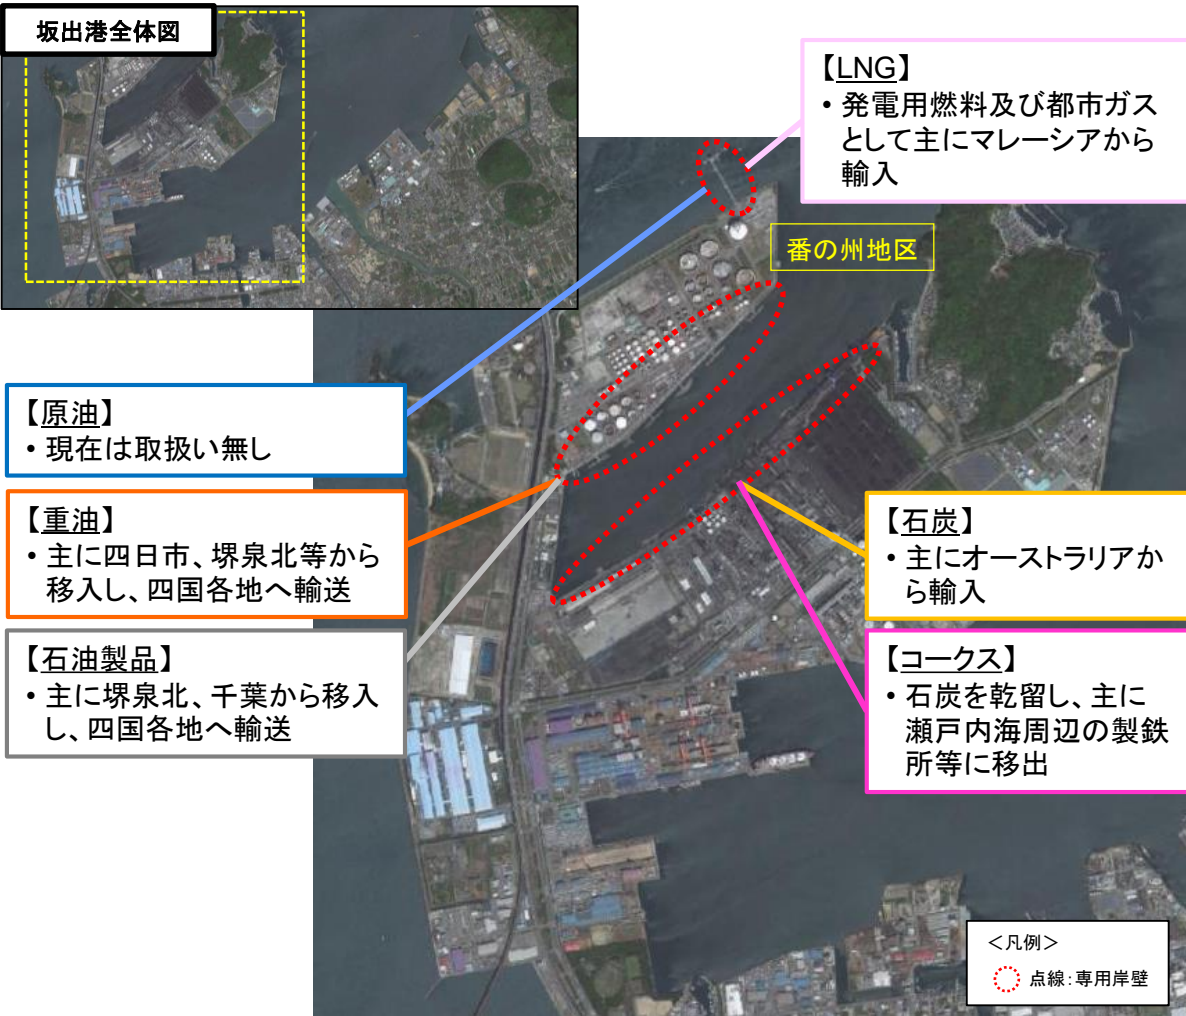 坂出港全体図
【LNG】
・発電用燃料及び都市ガス
として主にマレーシアから
輸入
番の州地区
【原油】
・現在は取扱い無し
【重油】
・主に四日市、堺泉北等から
移入し、四国各地へ輸送
【石油製品】
・主に堺泉北、千葉から移入
し、四国各地へ輸送
【石炭】
・主にオーストラリアか
ら輸入
【コークス】
・石炭を乾留し、主に
瀬戸内海周辺の製鉄
所等に移出
＜凡例＞
点線：専用岸壁